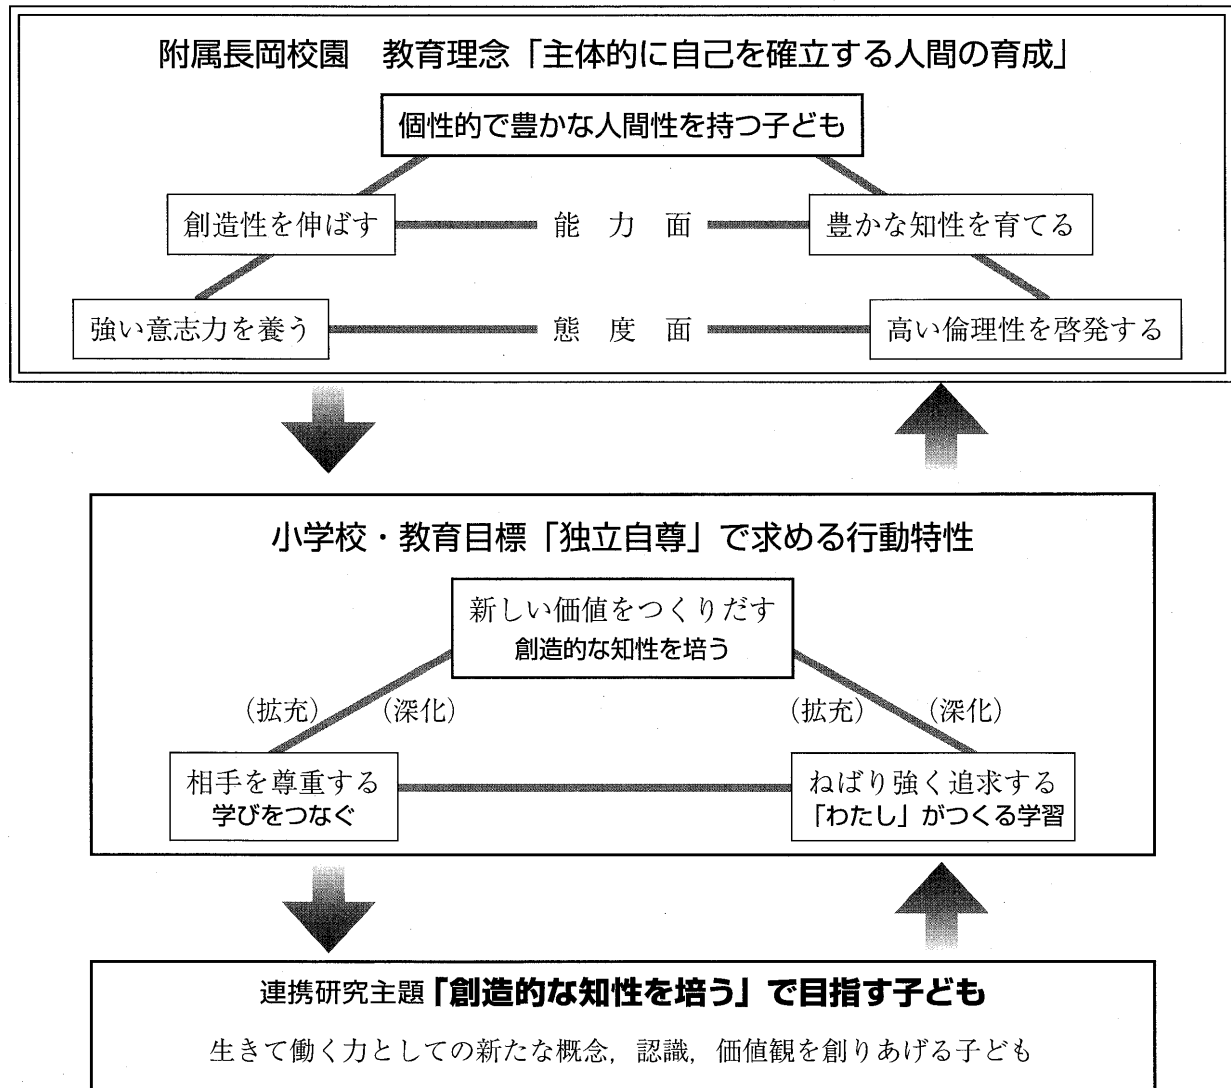 附属長岡校園　教育理念「主体的に自己を確立する人間の育成」
個性的で豊かな人間性を持つ子ども
創造性を伸ばす　能　力　面　豊かな知性を育てる
強い意志力を養う　態　度　面　高い倫理性を啓発する
小学校・教育目標「独立自尊」で求める行動特性
新しい価値をつくりだす
創造的な知性を培う
（拡充）　（深化）　（拡充）　（深化）
相手を尊重する
学びをつなぐ
ねばり強く追求する
「わたし」がつくる学習
連携研究主題「創造的な知性を培う」で目指す子ども
生きて働く力としての新たな概念，認識，価値観を創りあげる子ども